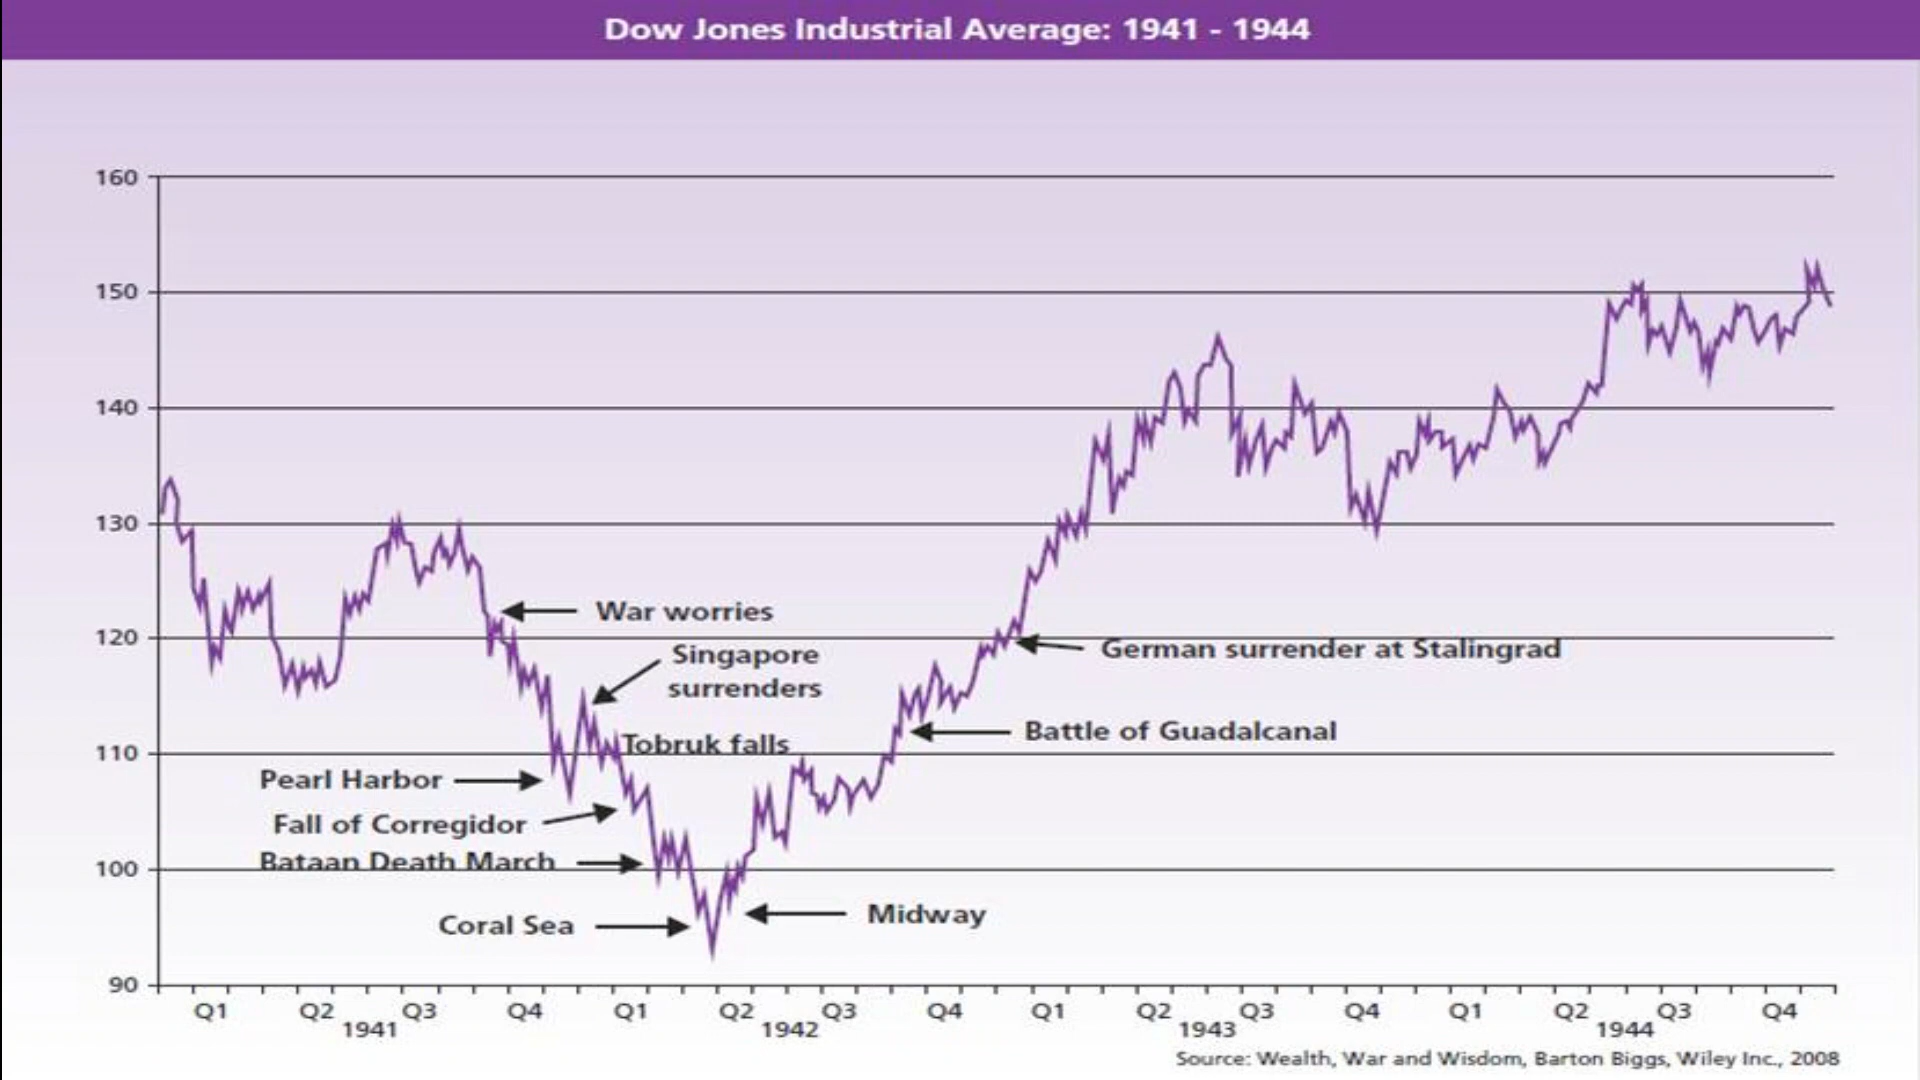 Dow Jones Industrial Average: 1941 - 1944
160
150
140
130
120
110
100
90
War worries
Singapore
surrenders
German surrender at Stalingrad
Tobruk falls
Battle of Guadalcanal
Pearl Harbor
Fall of Corregidor
Bataan Death March
Coral Sea
Midway
Q1 Q2 Q3 Q4 Q1 Q2 Q3 Q4 Q1 Q2 Q3 Q4 Q1 Q2 Q3 Q4
1941 1942 1943 1944
Source: Wealth, War and Wisdom, Barton Biggs, Wiley Inc., 2008